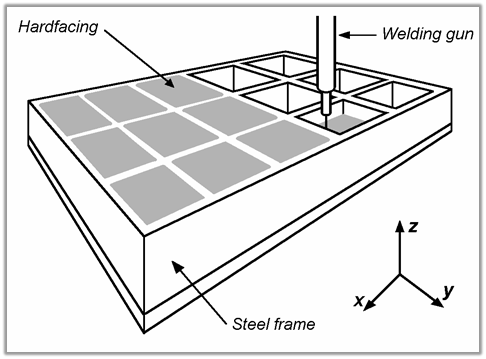 Hardfacing
Welding gun
z
x
y
Steel frame